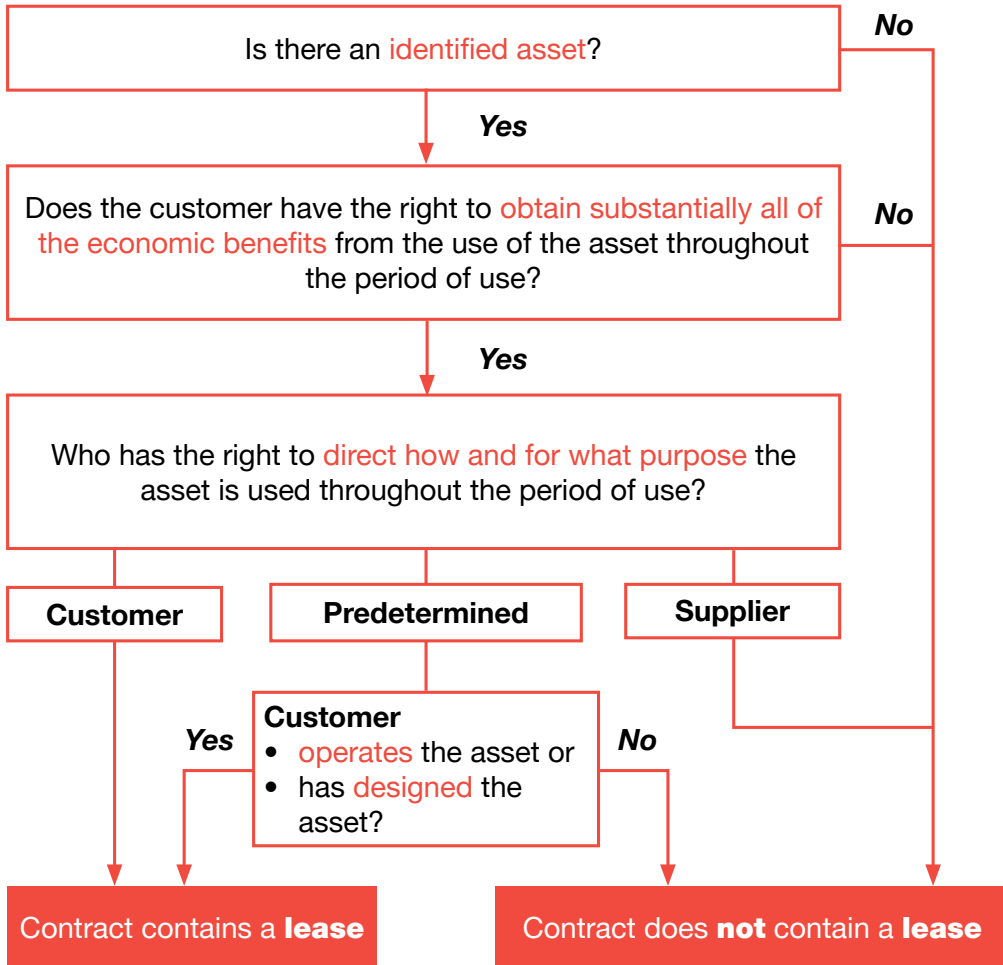 Is there an identified asset?
No
Yes
Does the customer have the right to obtain substantially all of
the economic benefits from the use of the asset throughout
the period of use?
No
Yes
Who has the right to direct how and for what purpose the
asset is used throughout the period of use?
Customer
Predetermined
Supplier
Yes
Customer
• operates the asset or
• has designed the
asset?
No
Contract contains a lease
Contract does not contain a lease